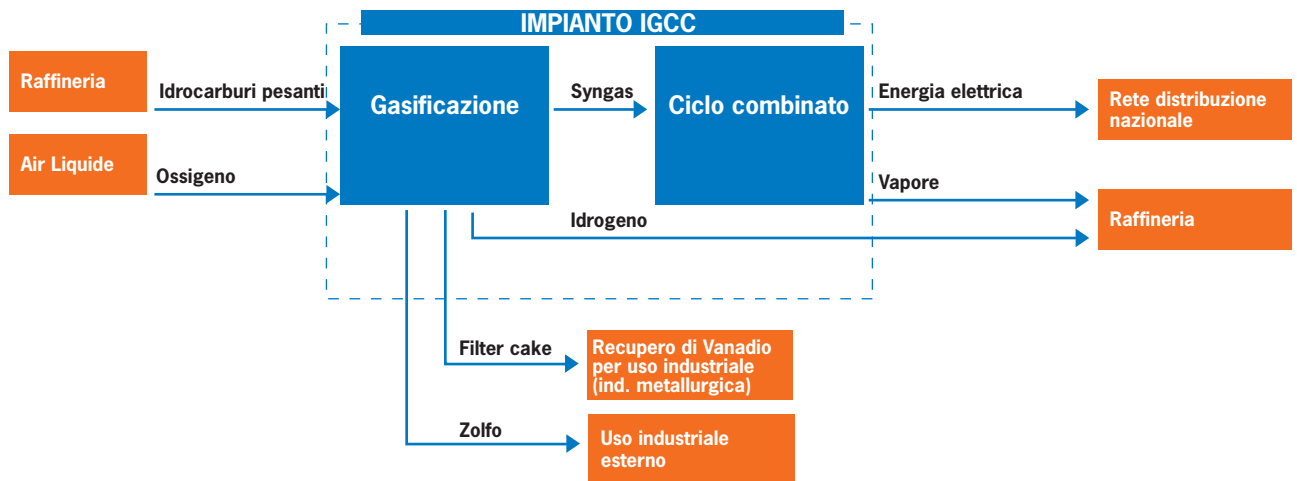 IMPIANTO IGCC
Raffineria
Idrocarburi pesanti
Gasificazione
Syngas
Ciclo combinato
Energia elettrica
Rete distribuzione
nazionale
Air Liquide
Ossigeno
Vapore
Idrogeno
Raffineria
Filter cake
Recupero di Vanadio
per uso industriale
(ind. metallurgica)
Zolfo
Uso industriale
esterno